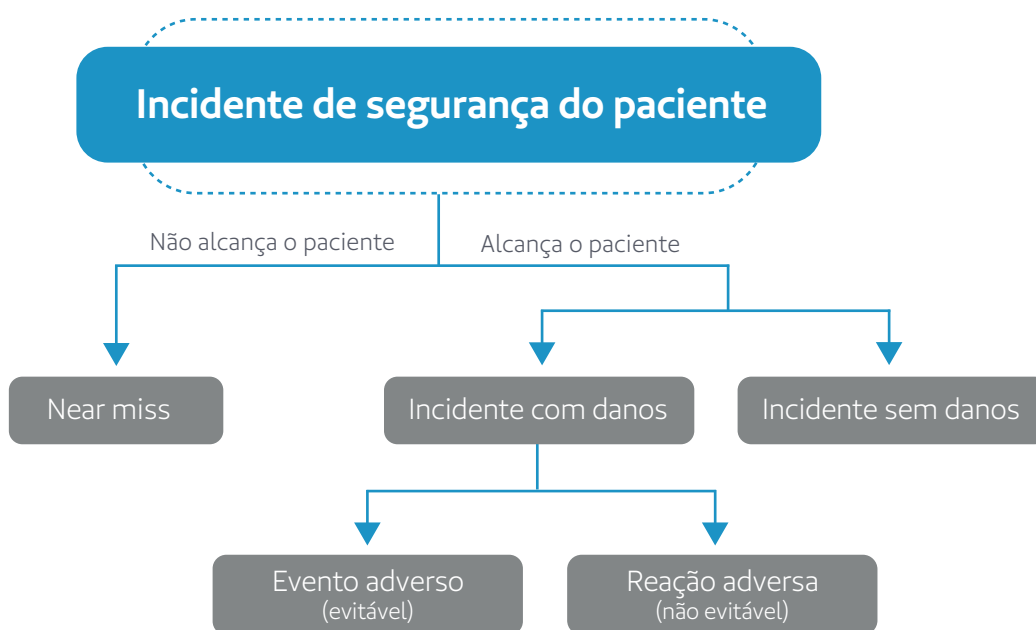 Incidente de segurança do paciente
Não alcança o paciente
Alcança o paciente
Near miss
Incidente com danos
Incidente sem danos
Evento adverso
(evitável)
Reação adversa
(não evitável)